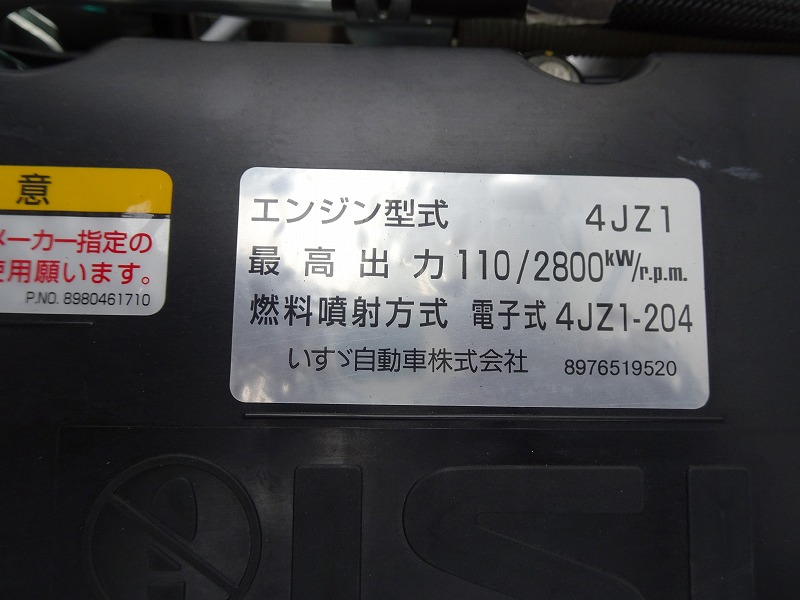 意
メーカー指定の
使用願います。
P.NO. 8980461710
エンジン型式 4JZ1
最高出力 110/2800kW/r.p.m.
燃料噴射方式 電子式 4JZ1-204
いすゞ自動車株式会社 8976519520